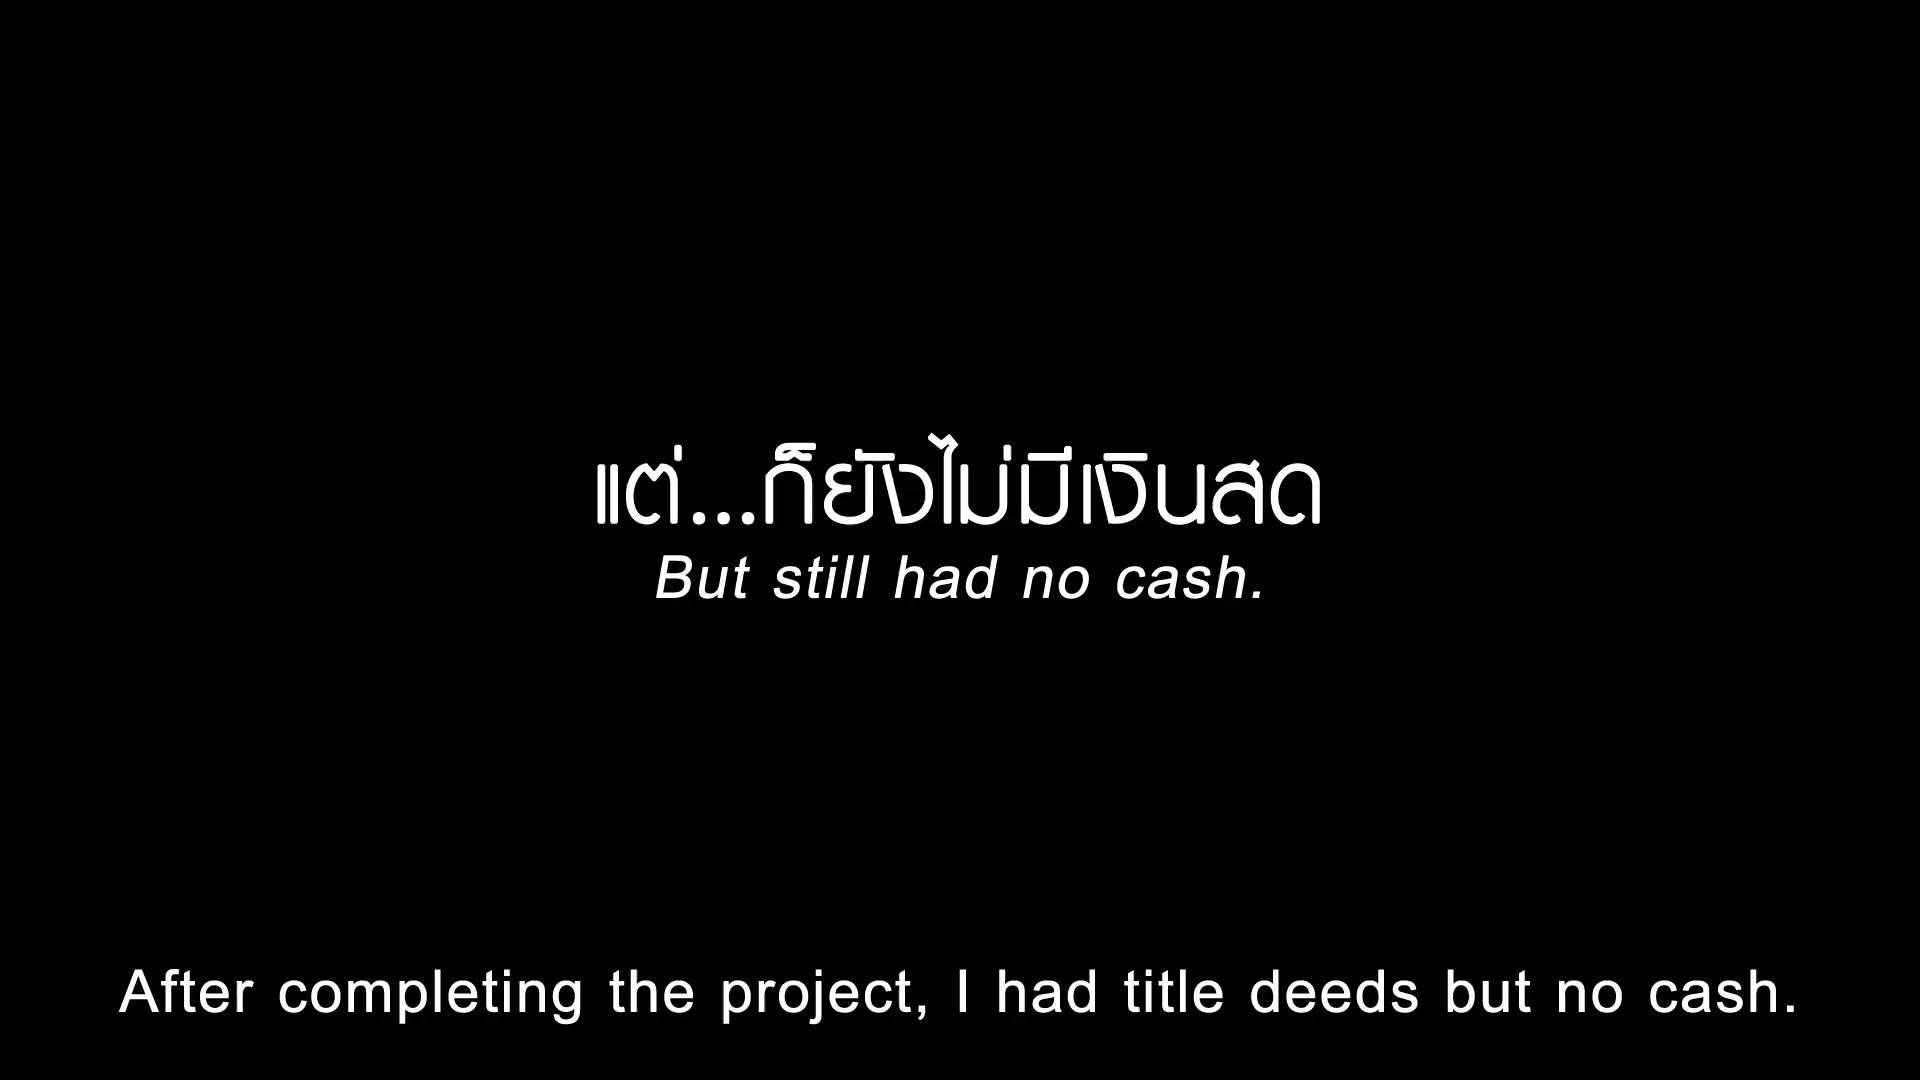 แต่...ก็ยังไม่มีเงินสด
But still had no cash.
After completing the project, I had title deeds but no cash.